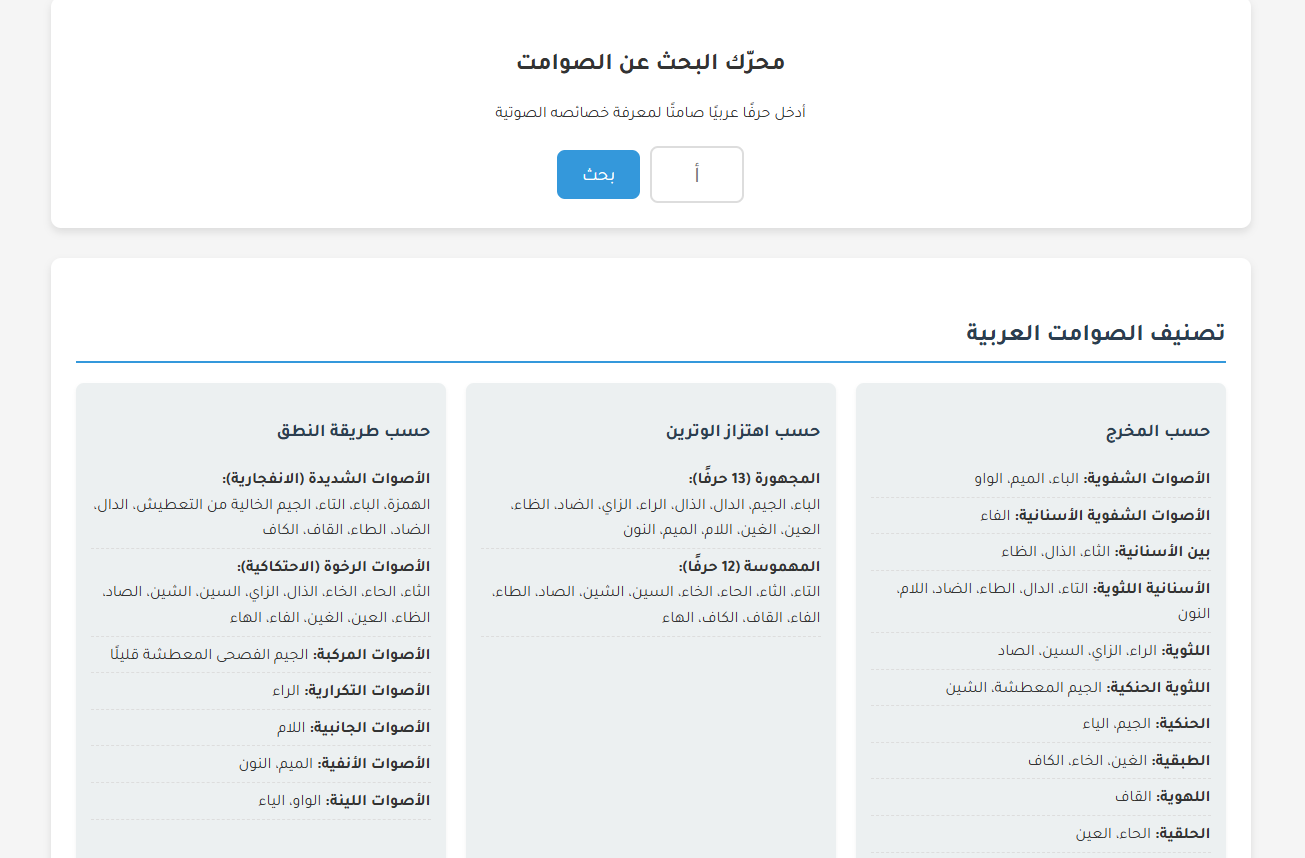 محرّك البحث عن الصوامت
أدخل حرفًا عربيًا صامتًا لمعرفة خصائصه الصوتية
أ
بحث
تصنيف الصوامت العربية
حسب المخرج
الأصوات الشفوية: الباء، الميم، الواو
الأصوات الشفوية الأسنانية: الفاء
بين الأسنانية: الثاء، الذال، الظاء
الأسنانية اللثوية: التاء، الدال، الطاء، الضاد، اللام،
النون
اللثوية: الراء، الزاي، السين، الصاد
اللثوية الحنكية: الجيم المعطشة، الشين
الحنكية: الجيم، الياء
الطبقية: الغين، الخاء، الكاف
اللهوية: القاف
الحلقية: الحاء، العين
حسب اهتزاز الوترين
المجهورة (13 حرفًا):
الباء، الجيم، الدال، الذال، الراء، الزاي، الضاد، الظاء،
العين، الغين، اللام، الميم، النون
المهموسة (12 حرفًا):
التاء، الثاء، الحاء، الخاء، السين، الشين، الصاد، الطاء،
الفاء، القاف، الكاف، الهاء
حسب طريقة النطق
الأصوات الشديدة (الانفجارية):
الهمزة، الباء، التاء، الجيم الخالية من التعطيش، الدال،
الضاد، الطاء، القاف، الكاف
الأصوات الرخوة (الاحتكاكية):
الثاء، الحاء، الخاء، الذال، الزاي، السين، الشين، الصاد،
الظاء، العين، الغين، الفاء، الهاء
الأصوات المركبة: الجيم الفصحى المعطشة قليلًا
الأصوات التكرارية: الراء
الأصوات الجانبية: اللام
الأصوات الأنفية: الميم، النون
الأصوات اللينة: الواو، الياء